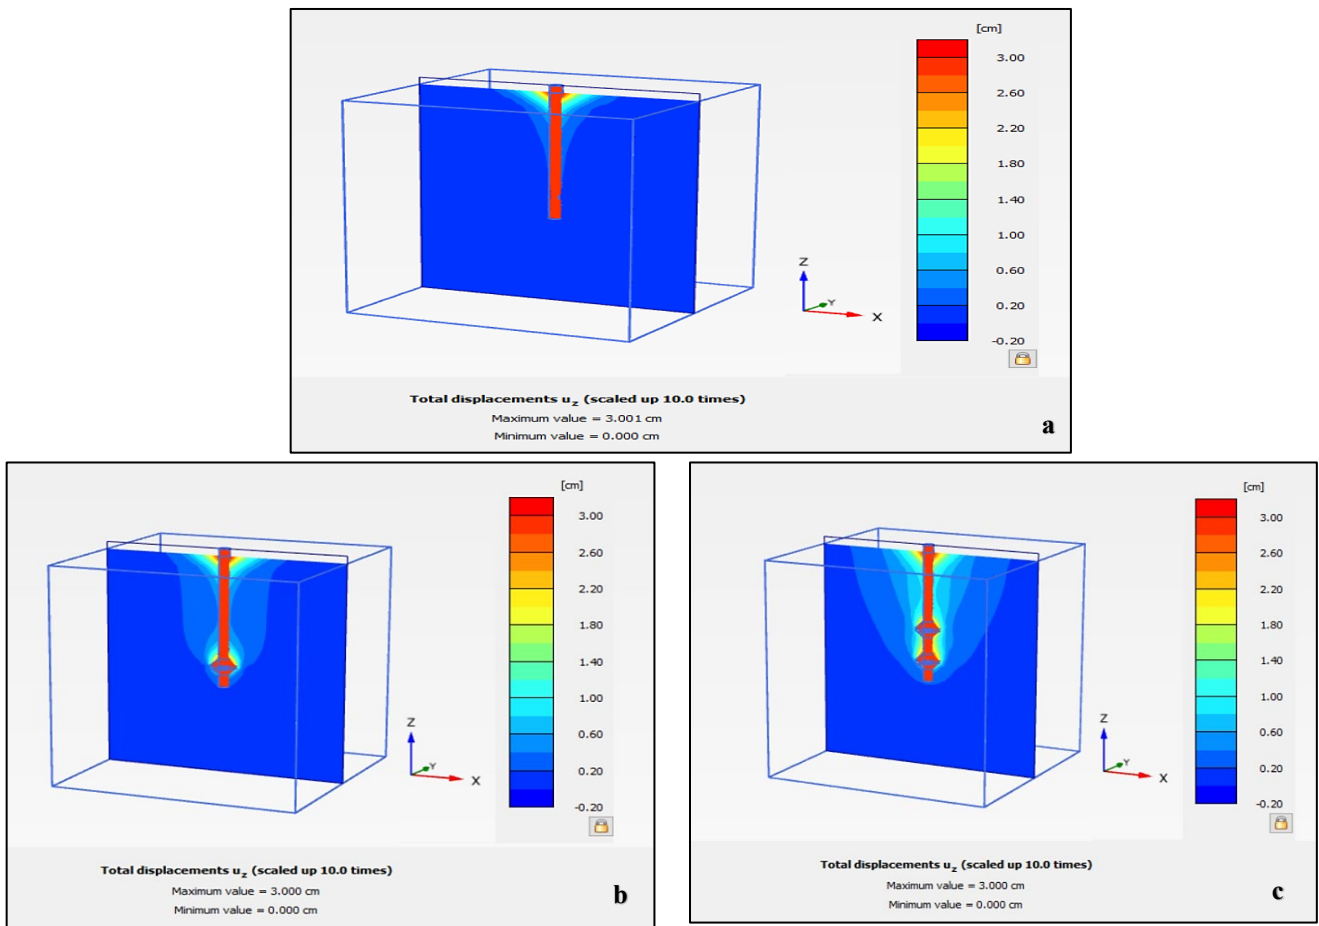 [cm]
3.00
2.60
2.20
1.80
1.40
1.00
0.60
0.20
-0.20
Z
Y
X
Total displacements uz (scaled up 10.0 times)
Maximum value = 3.001 cm
Minimum value = 0.000 cm
a
[cm]
3.00
2.60
2.20
1.80
1.40
1.00
0.60
0.20
-0.20
Z
Y
X
Total displacements uz (scaled up 10.0 times)
Maximum value = 3.000 cm
Minimum value = 0.000 cm
b
[cm]
3.00
2.60
2.20
1.80
1.40
1.00
0.60
0.20
-0.20
Z
Y
X
Total displacements uz (scaled up 10.0 times)
Maximum value = 3.000 cm
Minimum value = 0.000 cm
c